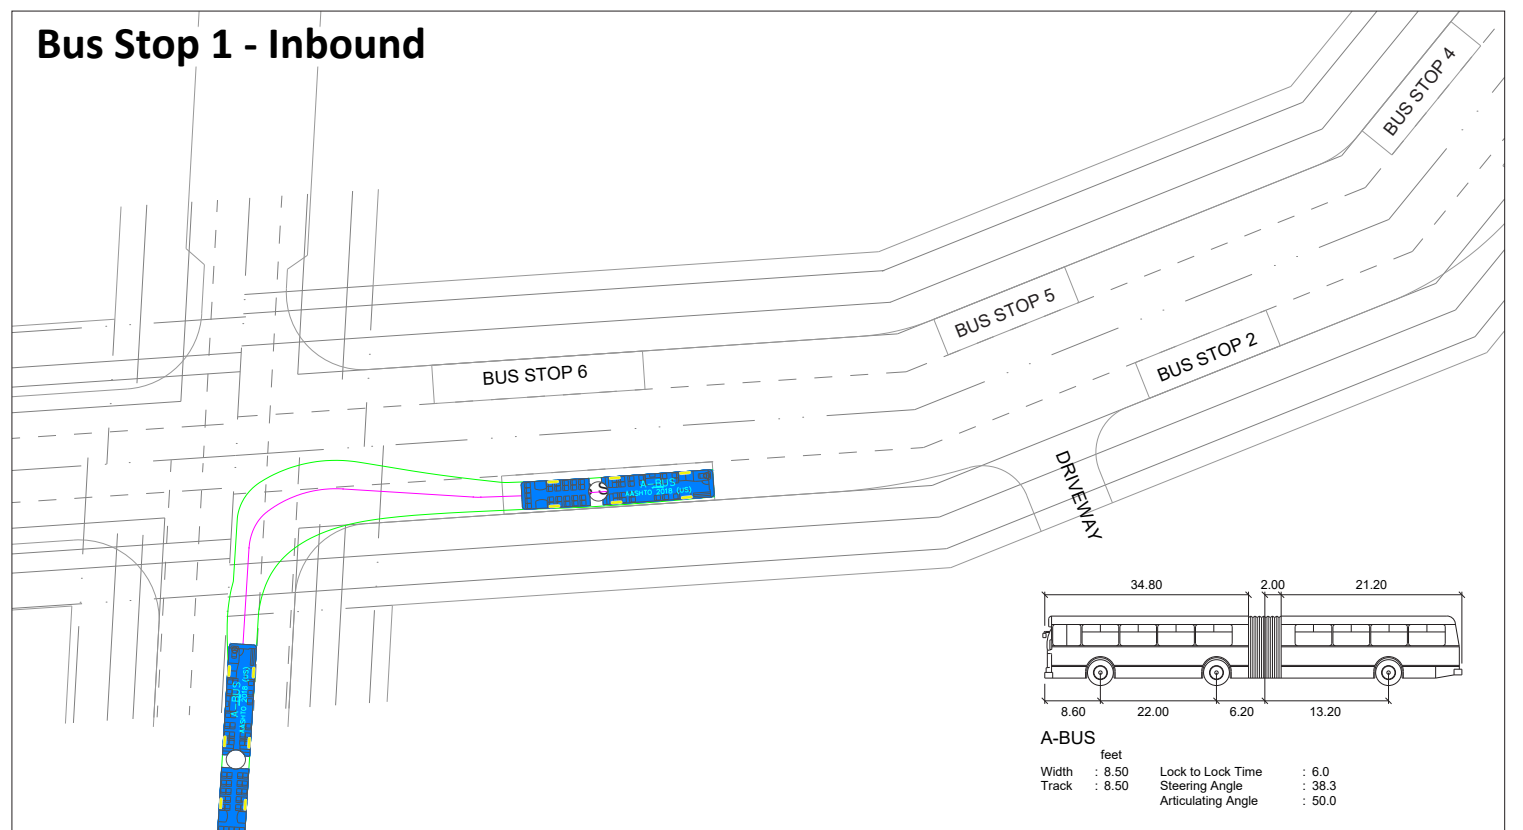 Bus Stop 1 - Inbound
BUS STOP 4
BUS STOP 5
BUS STOP 2
BUS STOP 6
A-BUS
AASHTO 2018 (US)
DRIVEWAY
A-BUS
AASHTO 2018 (US)
34.80
2.00
21.20
8.60
22.00
6.20
13.20
A-BUS
feet
Width : 8.50 Lock to Lock Time : 6.0
Track : 8.50 Steering Angle : 38.3
Articulating Angle : 50.0